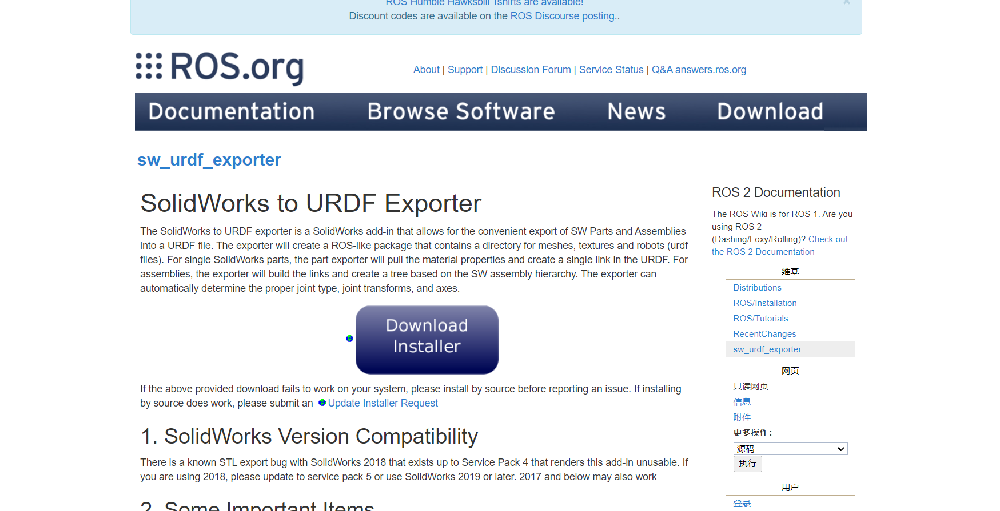 ROS Humble Hawksbill Tshirts are available!
×
Discount codes are available on the ROS Discourse posting..
ROS.org
About | Support | Discussion Forum | Service Status | Q&A answers.ros.org
Documentation Browse Software News Download
sw_urdf_exporter
SolidWorks to URDF Exporter
The SolidWorks to URDF exporter is a SolidWorks add-in that allows for the convenient export of SW Parts and Assemblies
into a URDF file. The exporter will create a ROS-like package that contains a directory for meshes, textures and robots (urdf
files). For single SolidWorks parts, the part exporter will pull the material properties and create a single link in the URDF. For
assemblies, the exporter will build the links and create a tree based on the SW assembly hierarchy. The exporter can
automatically determine the proper joint type, joint transforms, and axes.
Download
Installer
If the above provided download fails to work on your system, please install by source before reporting an issue. If installing
by source does work, please submit an Update Installer Request
1. SolidWorks Version Compatibility
There is a known STL export bug with SolidWorks 2018 that exists up to Service Pack 4 that renders this add-in unusable. If
you are using 2018, please update to service pack 5 or use SolidWorks 2019 or later. 2017 and below may also work
2. Some Important Items
ROS 2 Documentation
The ROS Wiki is for ROS 1. Are you
using ROS 2
(Dashing/Foxy/Rolling)? Check out
the ROS 2 Documentation
维基
Distributions
ROS/Installation
ROS/Tutorials
RecentChanges
sw_urdf_exporter
网页
只读网页
信息
附件
更多操作：
源码
执行
用户
登录